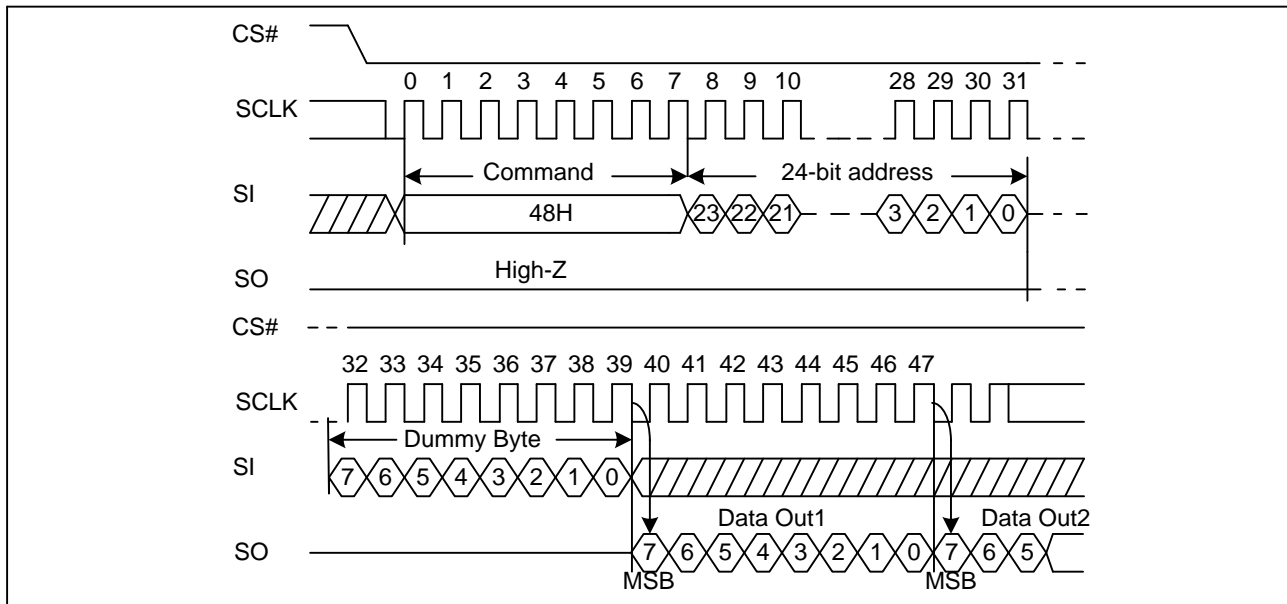 CS#
0 1 2 3 4 5 6 7 8 9 10 28 29 30 31
SCLK
Command 24-bit address
SI
48H 23 22 21 3 2 1 0
High-Z
SO
CS#
32 33 34 35 36 37 38 39 40 41 42 43 44 45 46 47
SCLK
Dummy Byte
SI
7 6 5 4 3 2 1 0
Data Out1 Data Out2
SO
7 6 5 4 3 2 1 0 7 6 5
MSB MSB